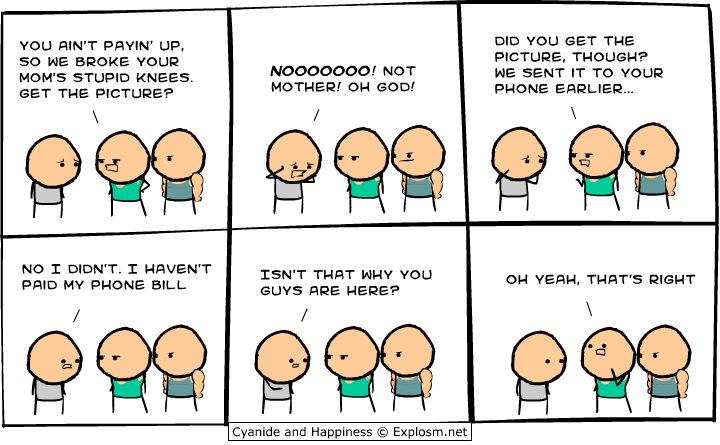 YOU AIN'T PAYIN' UP,
SO WE BROKE YOUR
MOM'S STUPID KNEES.
GET THE PICTURE?
NOOOOOOO! NOT
MOTHER! OH GOD!
DID YOU GET THE
PICTURE, THOUGH?
WE SENT IT TO YOUR
PHONE EARLIER...
NO I DIDN'T. I HAVEN'T
PAID MY PHONE BILL
ISN'T THAT WHY YOU
GUYS ARE HERE?
OH YEAH, THAT'S RIGHT
Cyanide and Happiness © Explosm.net